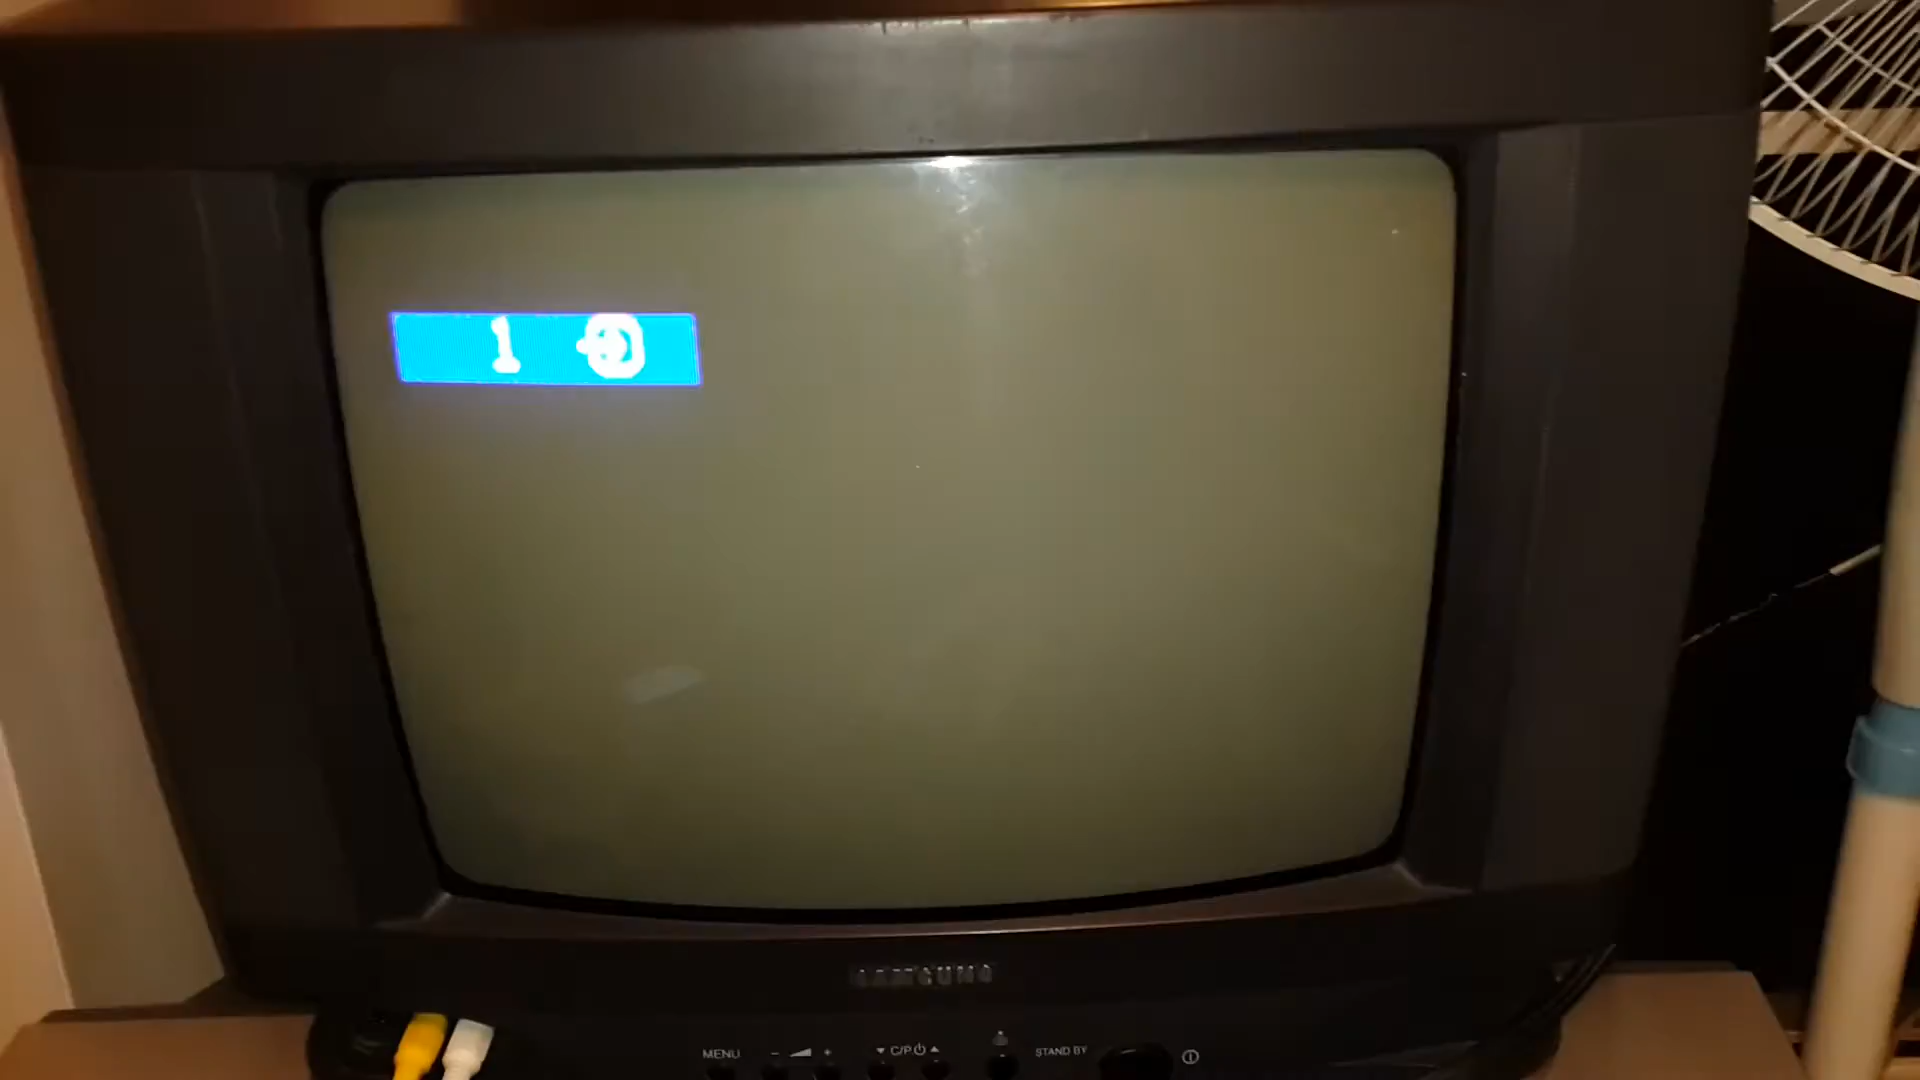 1
SAMSUNG
MENU - + ▼ C/P ▲ STAND BY